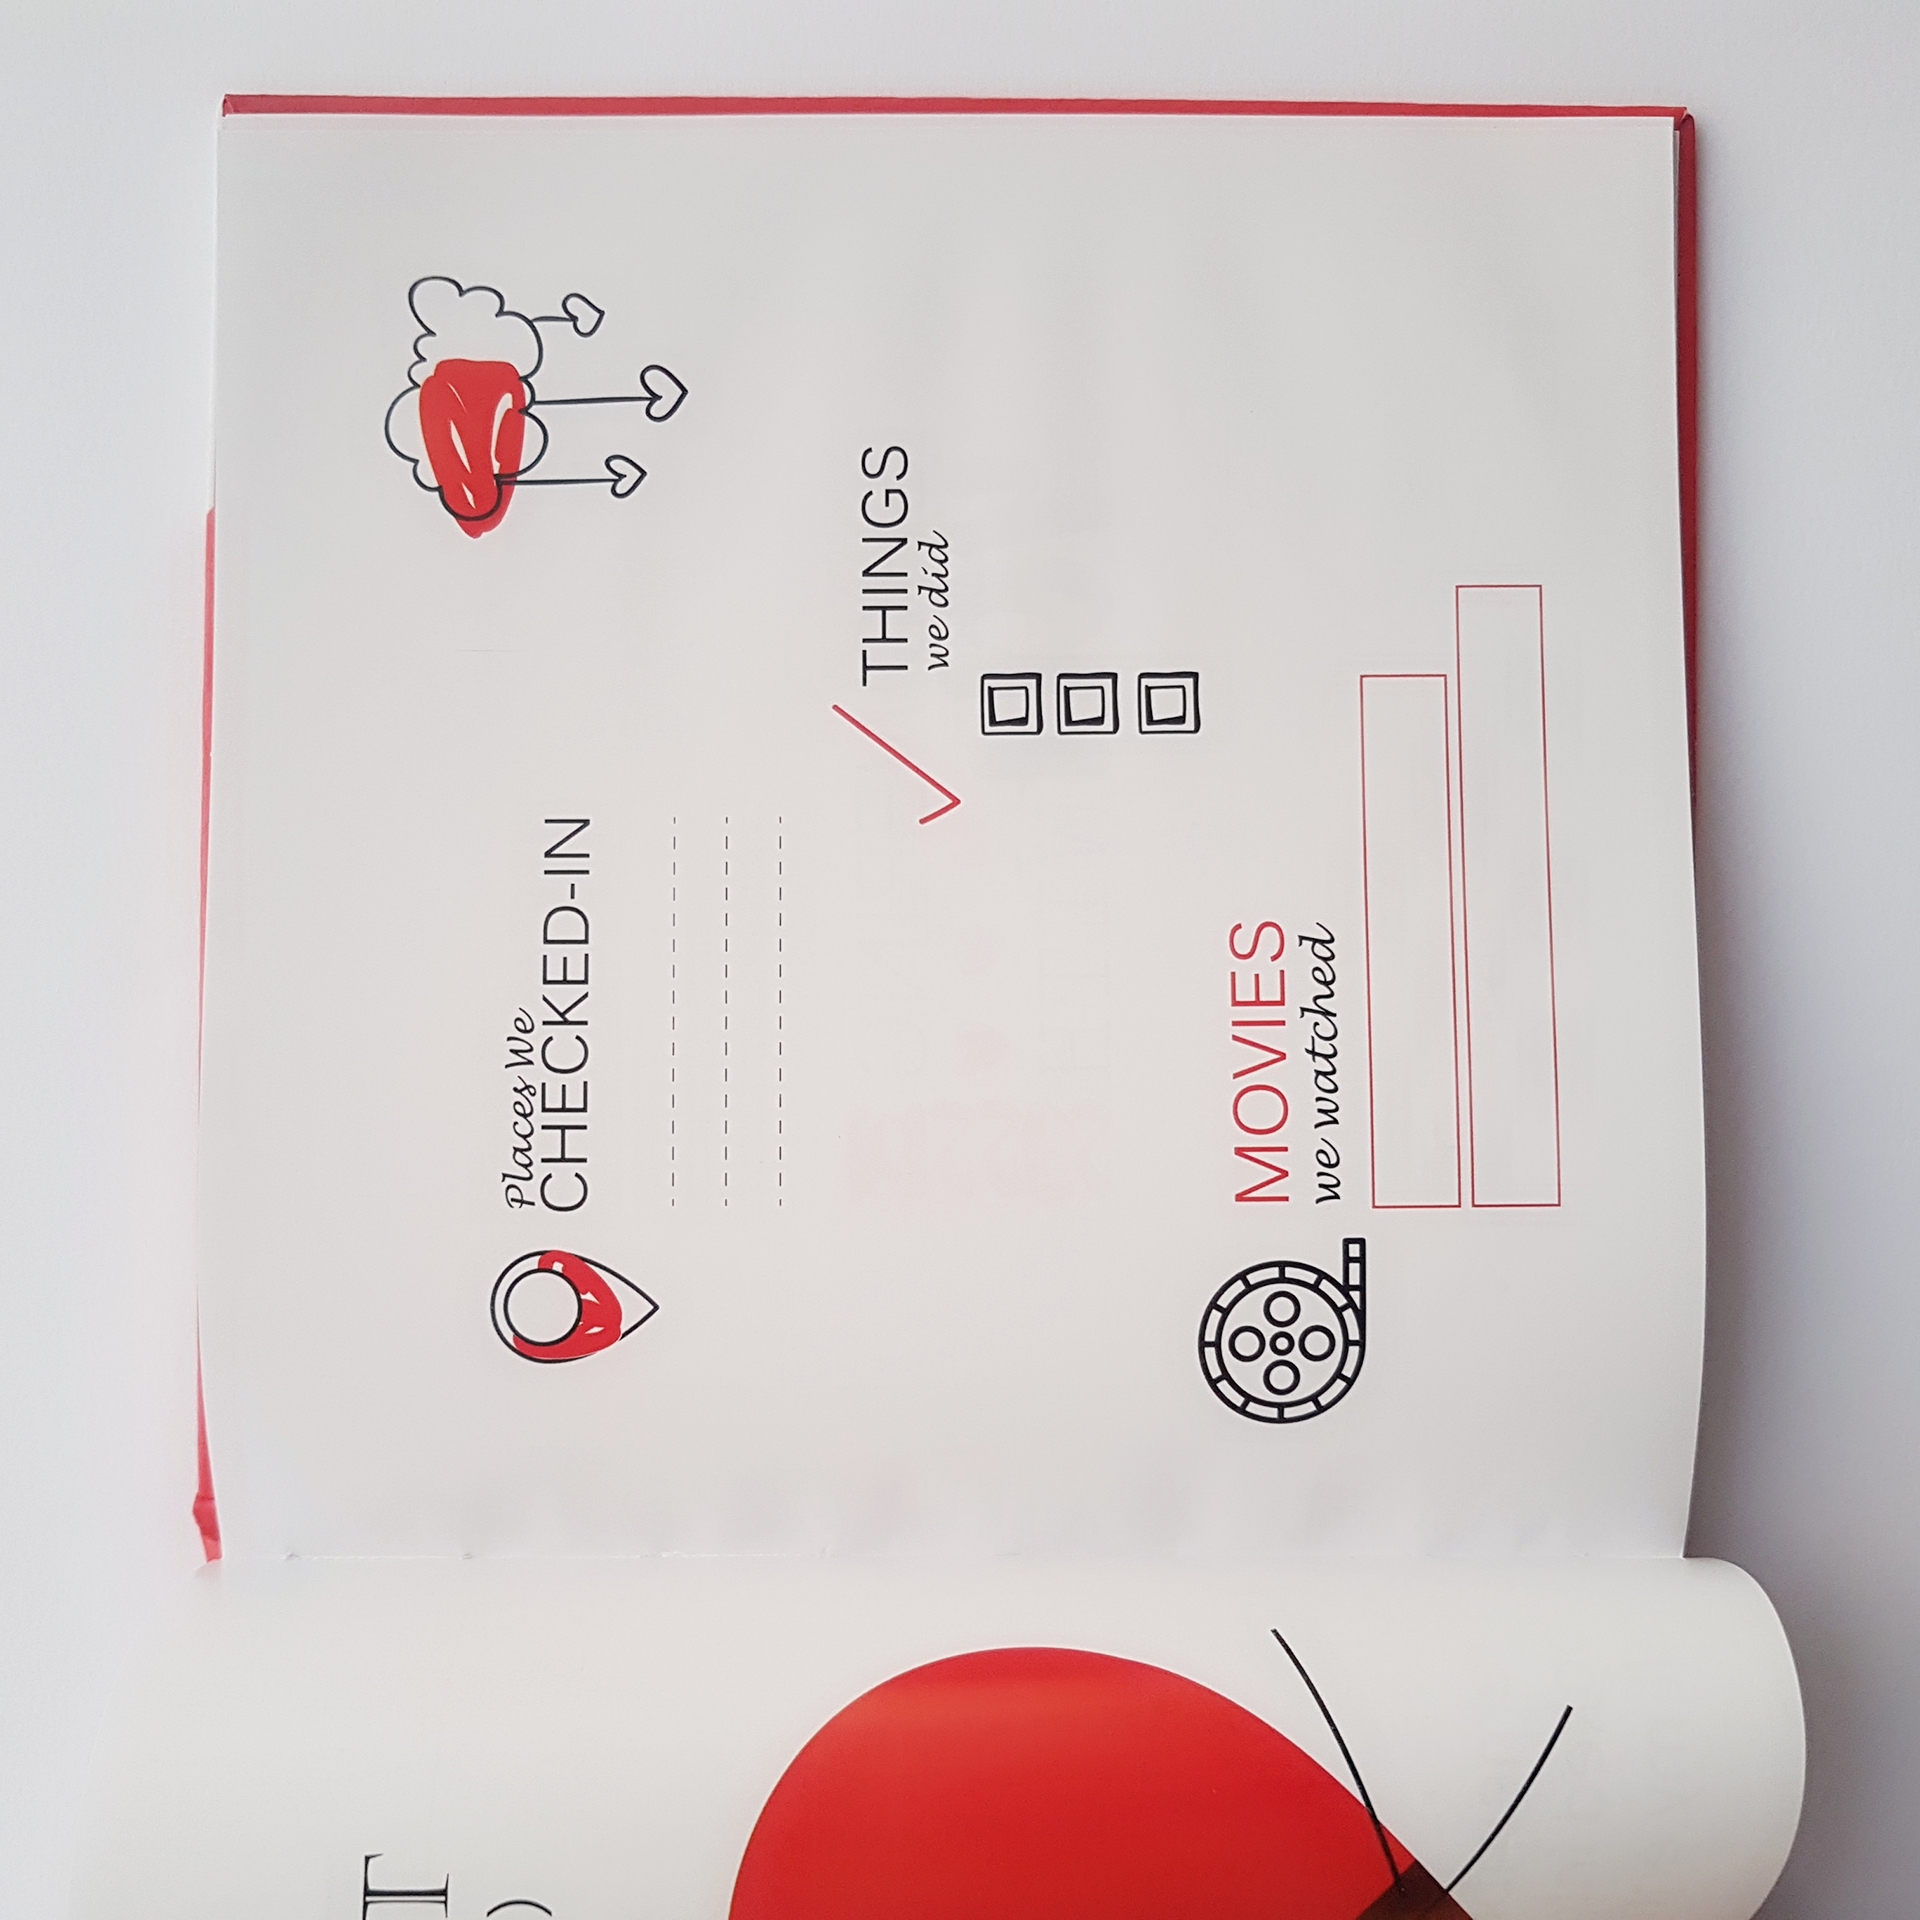 T
)
Places We
CHECKED-IN
THINGS
we did
MOVIES
we watched